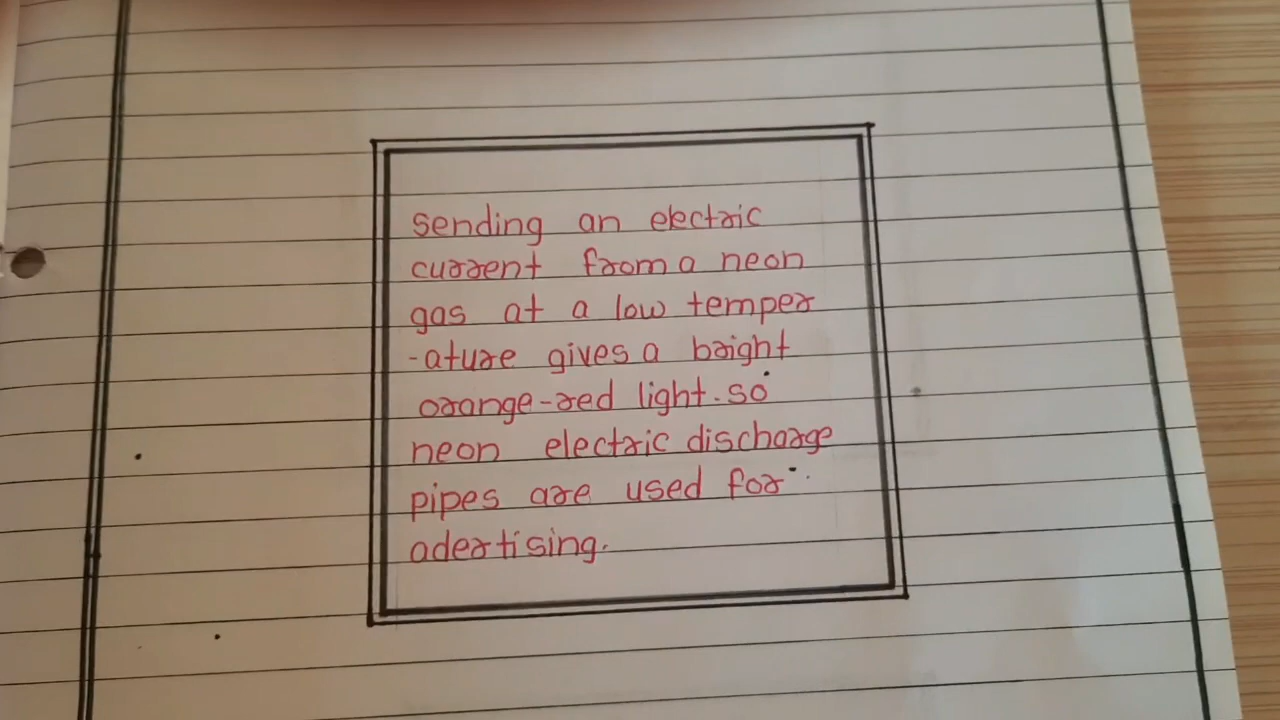 sending an electric
current from a neon
gas at a low temper
-ature gives a bright
orange-red light. so
neon electric discharge
pipes are used for
adertising.